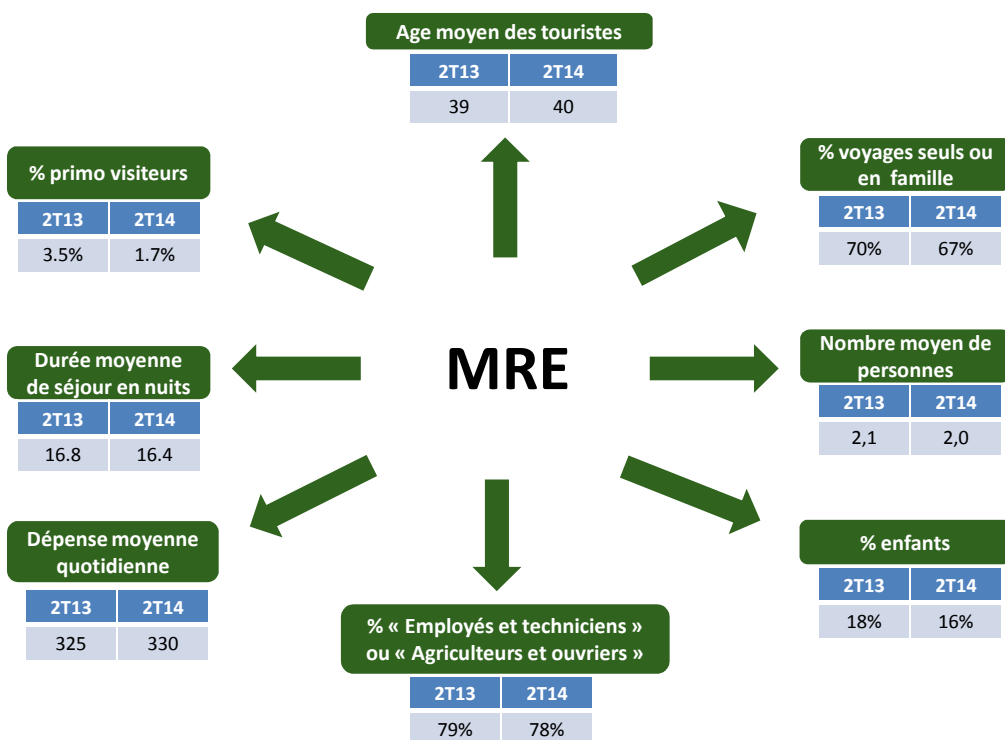 Age moyen des touristes
2T13 2T14
39 40
% primo visiteurs
2T13 2T14
3.5% 1.7%
% voyages seuls ou
en famille
2T13 2T14
70% 67%
MRE
Durée moyenne
de séjour en nuits
2T13 2T14
16.8 16.4
Nombre moyen de
personnes
2T13 2T14
2,1 2,0
Dépense moyenne
quotidienne
2T13 2T14
325 330
% enfants
2T13 2T14
18% 16%
% « Employés et techniciens »
ou « Agriculteurs et ouvriers »
2T13 2T14
79% 78%